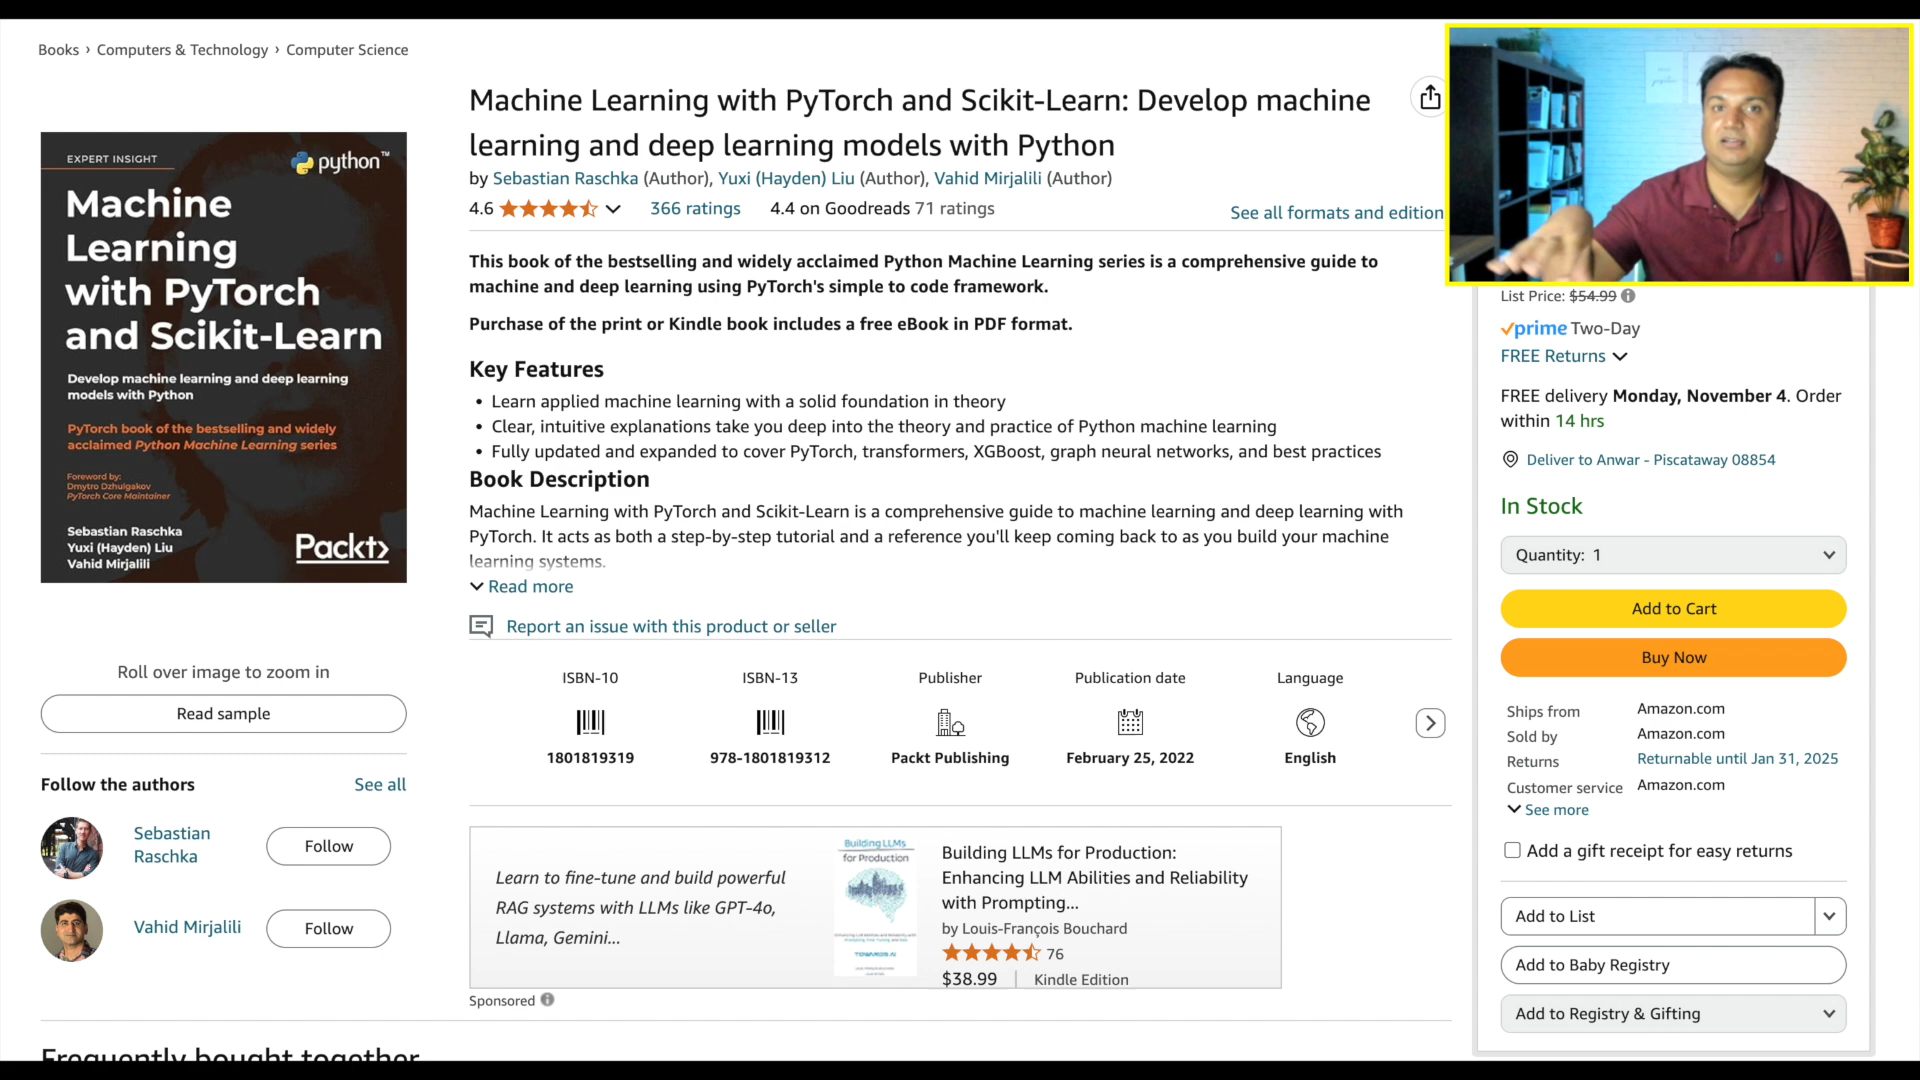 Books › Computers & Technology › Computer Science
EXPERT INSIGHT
python™
Machine
Learning
with PyTorch
and Scikit-Learn
Develop machine learning and deep learning
models with Python
PyTorch book of the bestselling and widely
acclaimed Python Machine Learning series
Foreword by:
Dmytro Dzhulgakov
PyTorch Core Maintainer
Sebastian Raschka
Yuxi (Hayden) Liu
Vahid Mirjalili
Packt>
Roll over image to zoom in
Read sample
Follow the authors
See all
Sebastian
Raschka
Follow
Vahid Mirjalili
Follow
Machine Learning with PyTorch and Scikit-Learn: Develop machine
learning and deep learning models with Python
by Sebastian Raschka (Author), Yuxi (Hayden) Liu (Author), Vahid Mirjalili (Author)
4.6 366 ratings 4.4 on Goodreads 71 ratings
See all formats and edition
This book of the bestselling and widely acclaimed Python Machine Learning series is a comprehensive guide to
machine and deep learning using PyTorch's simple to code framework.
Purchase of the print or Kindle book includes a free eBook in PDF format.
Key Features
• Learn applied machine learning with a solid foundation in theory
• Clear, intuitive explanations take you deep into the theory and practice of Python machine learning
• Fully updated and expanded to cover PyTorch, transformers, XGBoost, graph neural networks, and best practices
Book Description
Machine Learning with PyTorch and Scikit-Learn is a comprehensive guide to machine learning and deep learning with
PyTorch. It acts as both a step-by-step tutorial and a reference you'll keep coming back to as you build your machine
learning systems.
Read more
Report an issue with this product or seller
ISBN-10
1801819319
ISBN-13
978-1801819312
Publisher
Packt Publishing
Publication date
February 25, 2022
Language
English
Learn to fine-tune and build powerful
RAG systems with LLMs like GPT-4o,
Llama, Gemini...
Building LLMs
for Production
TOWARDS AI
Building LLMs for Production:
Enhancing LLM Abilities and Reliability
with Prompting...
by Louis-François Bouchard
76
$38.99 | Kindle Edition
Sponsored
Frequently bought together
List Price: $54.99
prime Two-Day
FREE Returns
FREE delivery Monday, November 4. Order
within 14 hrs
Deliver to Anwar - Piscataway 08854
In Stock
Quantity: 1
Add to Cart
Buy Now
Ships from Amazon.com
Sold by Amazon.com
Returns Returnable until Jan 31, 2025
Customer service Amazon.com
See more
Add a gift receipt for easy returns
Add to List
Add to Baby Registry
Add to Registry & Gifting